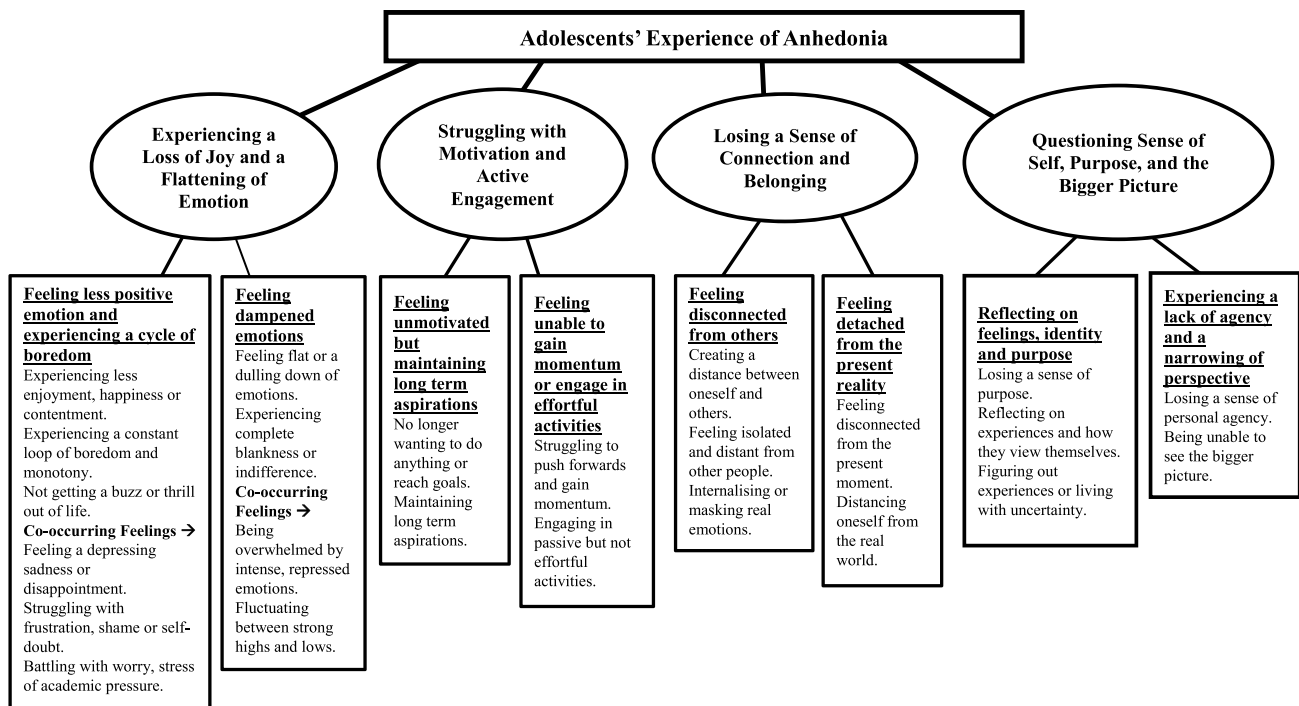 Adolescents’ Experience of Anhedonia
Experiencing a
Loss of Joy and a
Flattening of
Emotion
Struggling with
Motivation and
Active
Engagement
Losing a Sense of
Connection and
Belonging
Questioning Sense of
Self, Purpose, and the
Bigger Picture
Feeling less positive
emotion and
experiencing a cycle of
boredom
Experiencing less
enjoyment, happiness or
contentment.
Experiencing a constant
loop of boredom and
monotony.
Not getting a buzz or thrill
out of life.
Co-occurring Feelings →
Feeling a depressing
sadness or
disappointment.
Struggling with
frustration, shame or self-
doubt.
Battling with worry, stress
of academic pressure.
Feeling
dampened
emotions
Feeling flat or a
dulling down of
emotions.
Experiencing
complete
blankness or
indifference.
Co-occurring
Feelings →
Being
overwhelmed by
intense, repressed
emotions.
Fluctuating
between strong
highs and lows.
Feeling
unmotivated
but
maintaining
long term
aspirations
No longer
wanting to do
anything or
reach goals.
Maintaining
long term
aspirations.
Feeling
unable to
gain
momentum
or engage in
effortful
activities
Struggling to
push forwards
and gain
momentum.
Engaging in
passive but not
effortful
activities.
Feeling
disconnected
from others
Creating a
distance between
oneself and
others.
Feeling isolated
and distant from
other people.
Internalising or
masking real
emotions.
Feeling
detached
from the
present
reality
Feeling
disconnected
from the
present
moment.
Distancing
oneself from
the real
world.
Reflecting on
feelings, identity
and purpose
Losing a sense of
purpose.
Reflecting on
experiences and how
they view themselves.
Figuring out
experiences or living
with uncertainty.
Experiencing a
lack of agency
and a
narrowing of
perspective
Losing a sense of
personal agency.
Being unable to
see the bigger
picture.